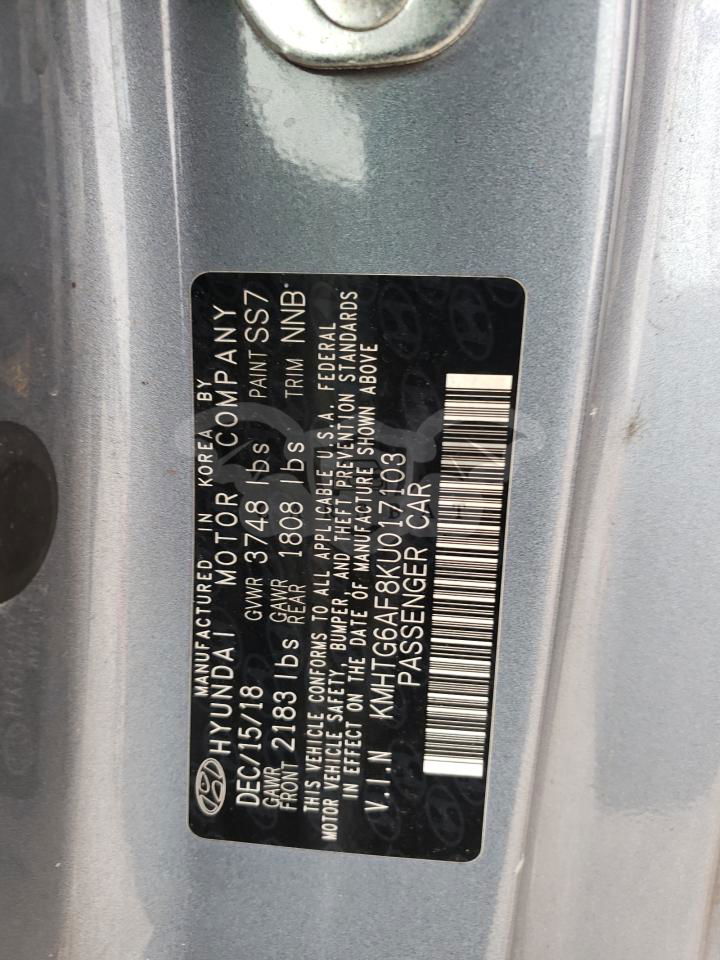 MANUFACTURED IN KOREA BY
HYUNDAI MOTOR COMPANY
DEC/15/18 GVWR 3748 lbs PAINT SS7
GAWR FRONT 2183 lbs GAWR REAR 1808 lbs TRIM NNB
THIS VEHICLE CONFORMS TO ALL APPLICABLE U.S.A. FEDERAL
MOTOR VEHICLE SAFETY, BUMPER, AND THEFT PREVENTION STANDARDS
IN EFFECT ON THE DATE OF MANUFACTURE SHOWN ABOVE
V.I.N KMHTG6AF8KU017103
PASSENGER CAR